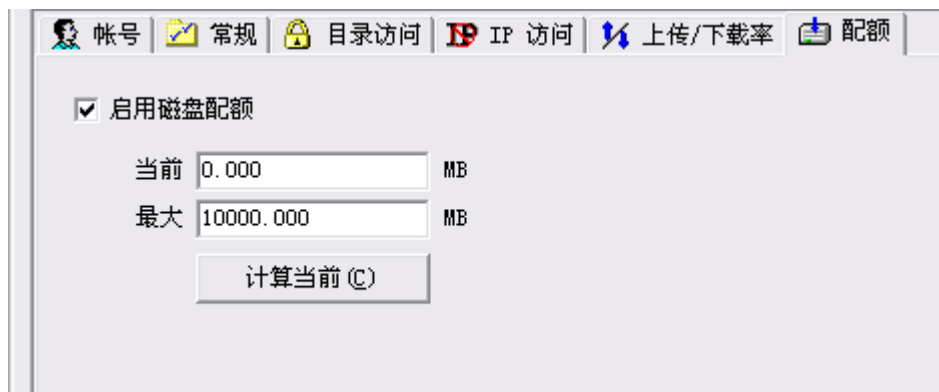 帐号 常规 目录访问 IP 访问 上传/下载率 配额
启用磁盘配额
当前 0.000 MB
最大 10000.000 MB
计算当前(C)